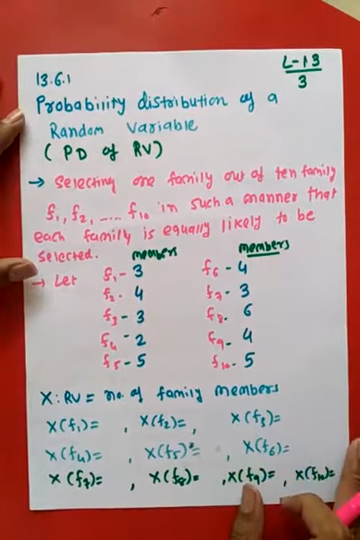 L-13
3
13.6.1
Probability distribution of a
Random Variable
( PD of RV)
→ Selecting one family out of ten family
f1, f2, .... f10 in such a manner that
each family is equally likely to be
selected.
members members
→ Let f1 - 3 f6 - 4
f2 - 4 f7 - 3
f3 - 3 f8 - 6
f4 - 2 f9 - 4
f5 - 5 f10 - 5
X : RV = no. of family members
X(f1)= , X(f2)= , X(f3)=
X(f4)= , X(f5)= , X(f6)=
X(f7)= , X(f8)= , X(f9)= , X(f10)=